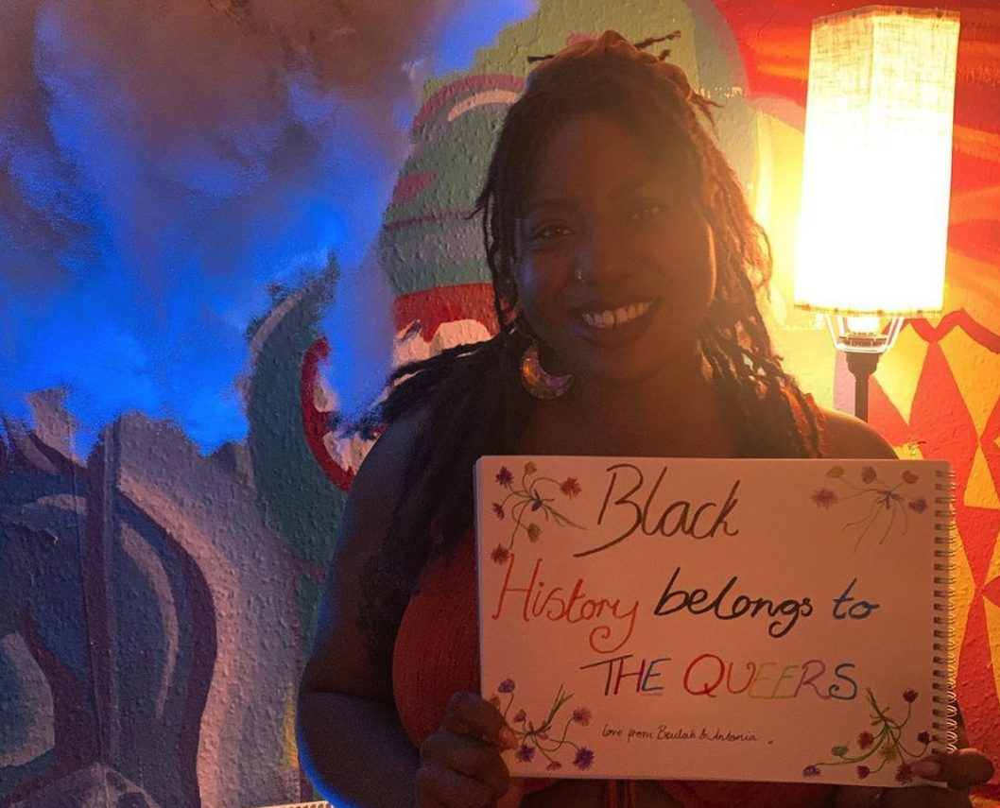 Black
History belongs to
THE QUEERS
love from Beulah & Antonia